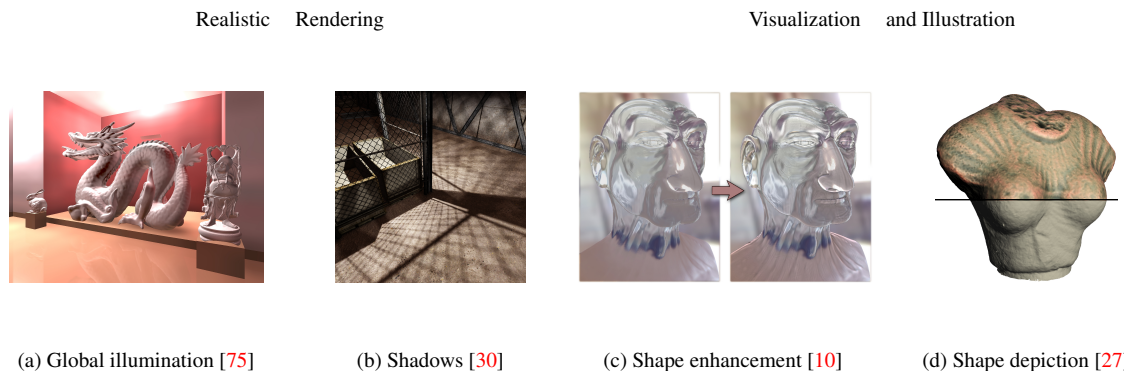 Realistic Rendering
Visualization and Illustration
(a) Global illumination [75]
(b) Shadows [30]
(c) Shape enhancement [10]
(d) Shape depiction [27]